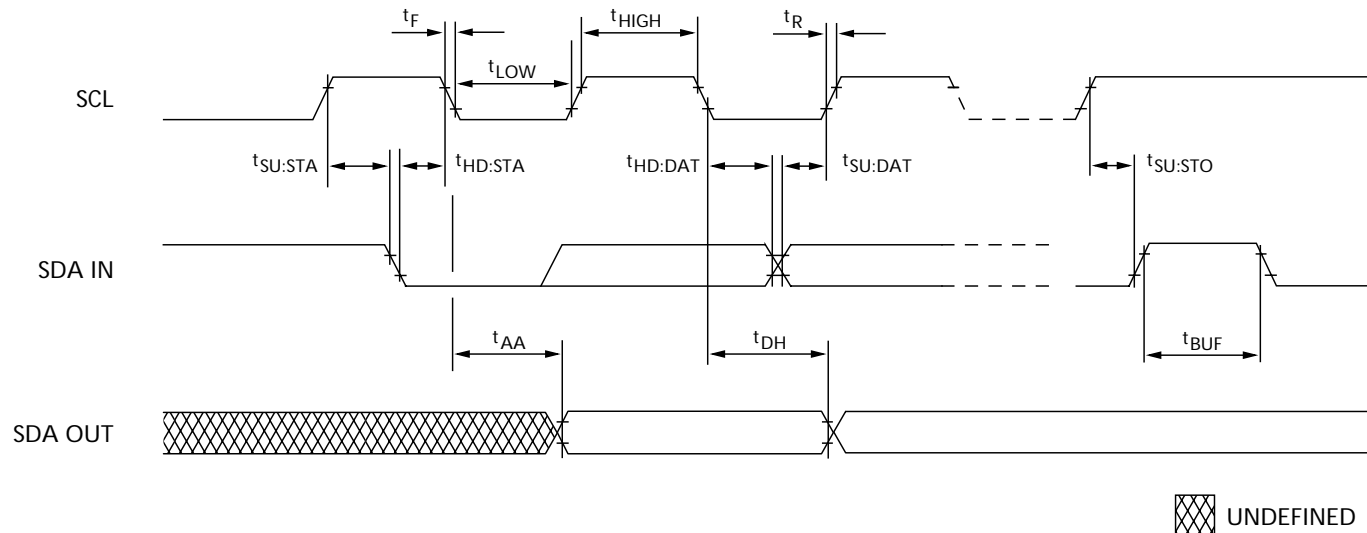 tF
tHIGH
tR
tLOW
SCL
tSU:STA
tHD:STA
tHD:DAT
tSU:DAT
tSU:STO
SDA IN
tAA
tDH
tBUF
SDA OUT
UNDEFINED